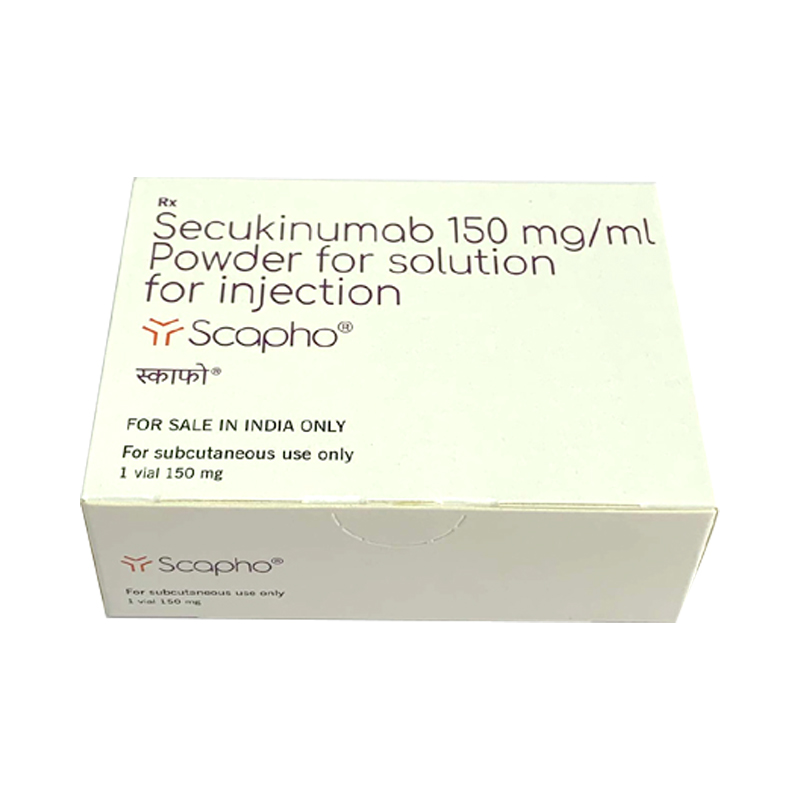 Rx
Secukinumab 150 mg/ml
Powder for solution
for injection
Scapho®
स्काफो®
FOR SALE IN INDIA ONLY
For subcutaneous use only
1 vial 150 mg
Scapho®
For subcutaneous use only
1 vial 150 mg